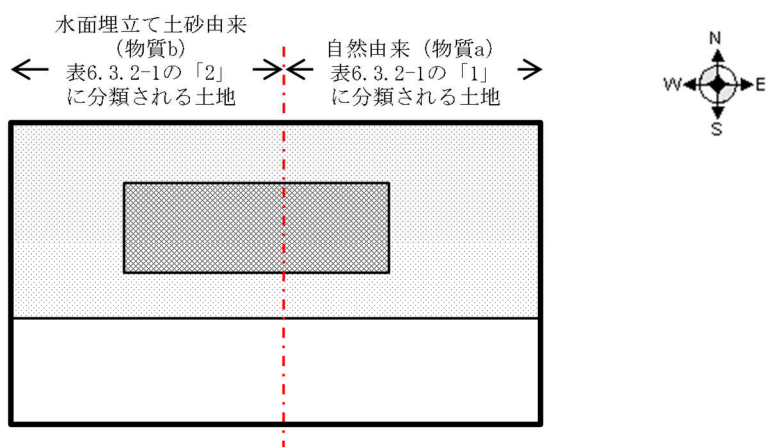 水面埋立て土砂由来
(物質b)
表6.3.2-1の「2」
に分類される土地
自然由来 (物質a)
表6.3.2-1の「1」
に分類される土地
N
W
E
S